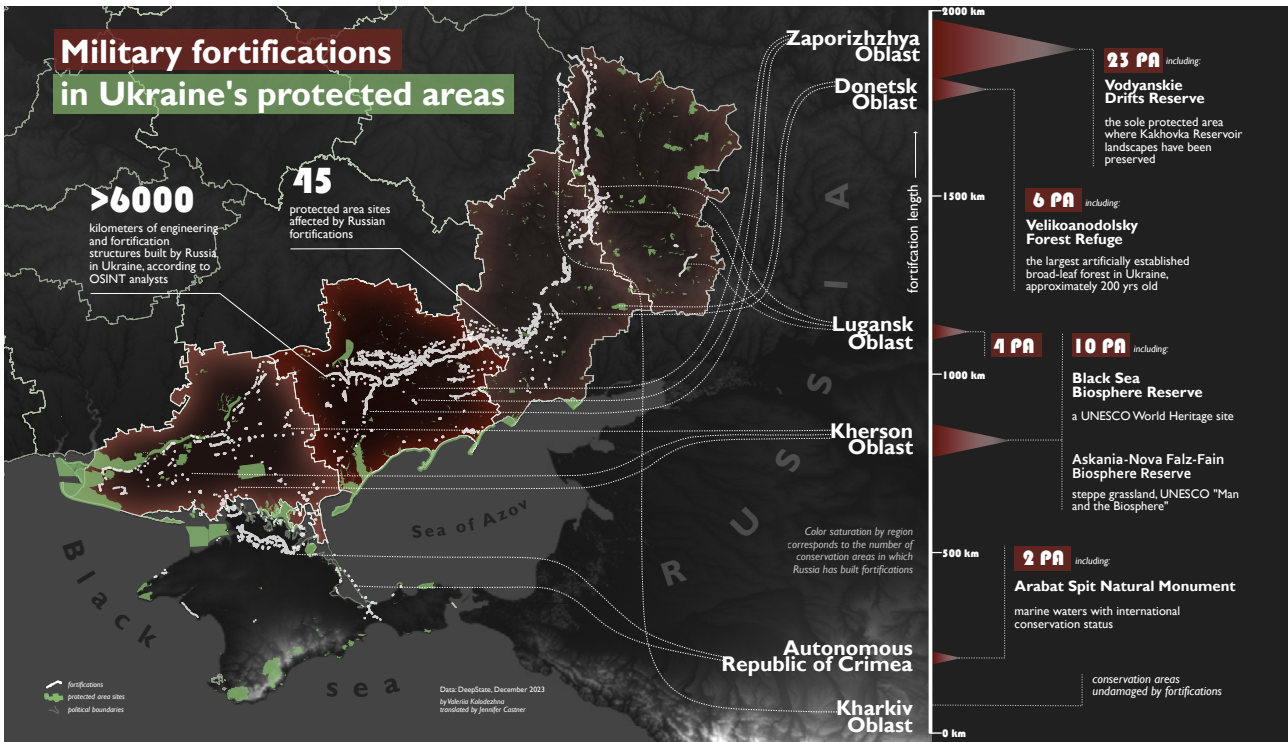 Military fortifications
in Ukraine's protected areas
>6000
kilometers of engineering
and fortification
structures built by Russia
in Ukraine, according to
OSINT analysts
45
protected area sites
affected by Russian
fortifications
Zaporizhzhya
Oblast
Donetsk
Oblast
Lugansk
Oblast
Kherson
Oblast
Autonomous
Republic of Crimea
Kharkiv
Oblast
RUSSIA
Sea of Azov
Black
sea
Color saturation by region
corresponds to the number of
conservation areas in which
Russia has built fortifications
fortifications
protected area sites
political boundaries
Data: DeepState, December 2023
by Valeriia Kolodezhna
translated by Jennifer Castner
fortification length
2000 km
1500 km
1000 km
500 km
0 km
23 PA including:
Vodyanskie
Drifts Reserve
the sole protected area
where Kakhovka Reservoir
landscapes have been
preserved
6 PA including:
Velikoanodolsky
Forest Refuge
the largest artificially established
broad-leaf forest in Ukraine,
approximately 200 yrs old
4 PA
10 PA including:
Black Sea
Biosphere Reserve
a UNESCO World Heritage site
Askania-Nova Falz-Fein
Biosphere Reserve
steppe grassland, UNESCO "Man
and the Biosphere"
2 PA including:
Arabat Spit Natural Monument
marine waters with international
conservation status
conservation areas
undamaged by fortifications